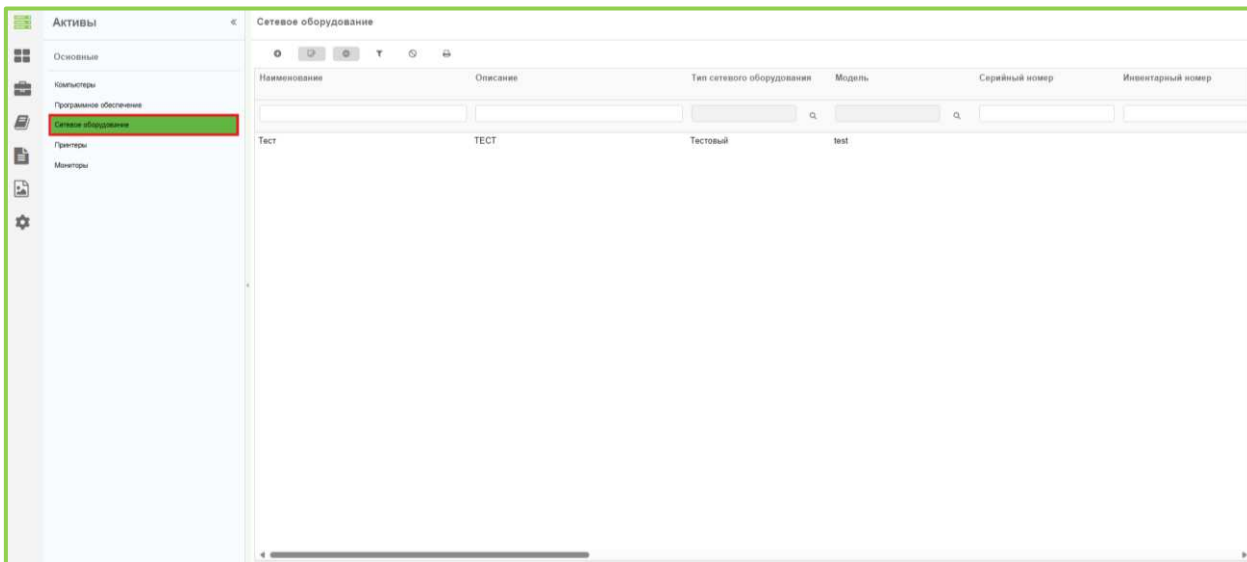 Активы « Сетевое оборудование
Основные
Компьютеры
Программное обеспечение
Сетевое оборудование
Принтеры
Мониторы
Наименование Описание Тип сетевого оборудования Модель Серийный номер Инвентарный номер
Тест ТЕСТ Тестовый test